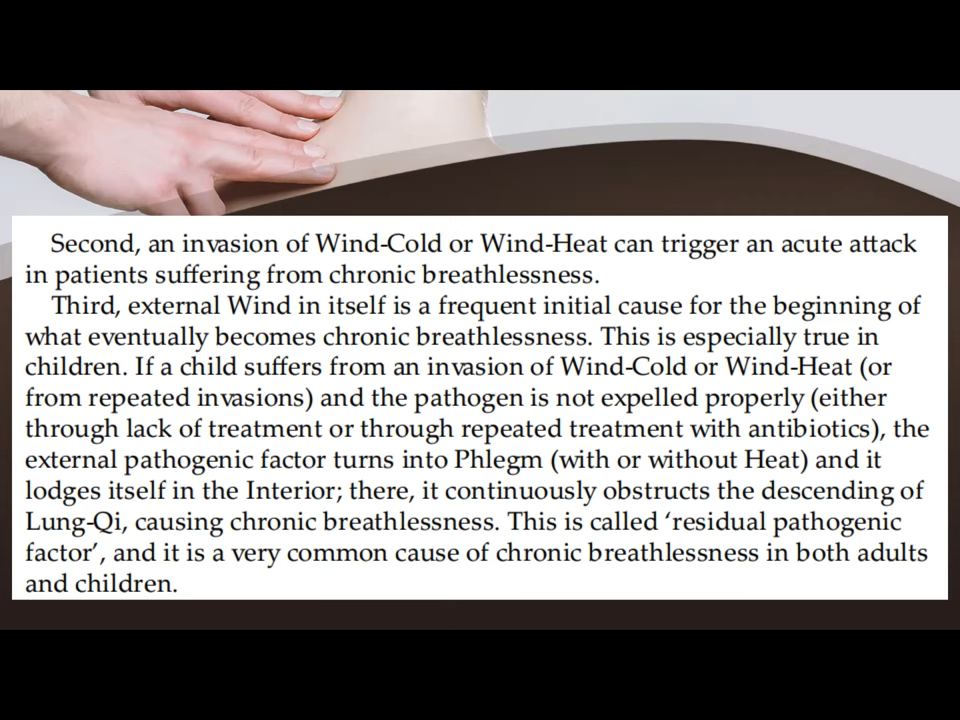 Second, an invasion of Wind-Cold or Wind-Heat can trigger an acute attack
in patients suffering from chronic breathlessness.
Third, external Wind in itself is a frequent initial cause for the beginning of
what eventually becomes chronic breathlessness. This is especially true in
children. If a child suffers from an invasion of Wind-Cold or Wind-Heat (or
from repeated invasions) and the pathogen is not expelled properly (either
through lack of treatment or through repeated treatment with antibiotics), the
external pathogenic factor turns into Phlegm (with or without Heat) and it
lodges itself in the Interior; there, it continuously obstructs the descending of
Lung-Qi, causing chronic breathlessness. This is called ‘residual pathogenic
factor’, and it is a very common cause of chronic breathlessness in both adults
and children.